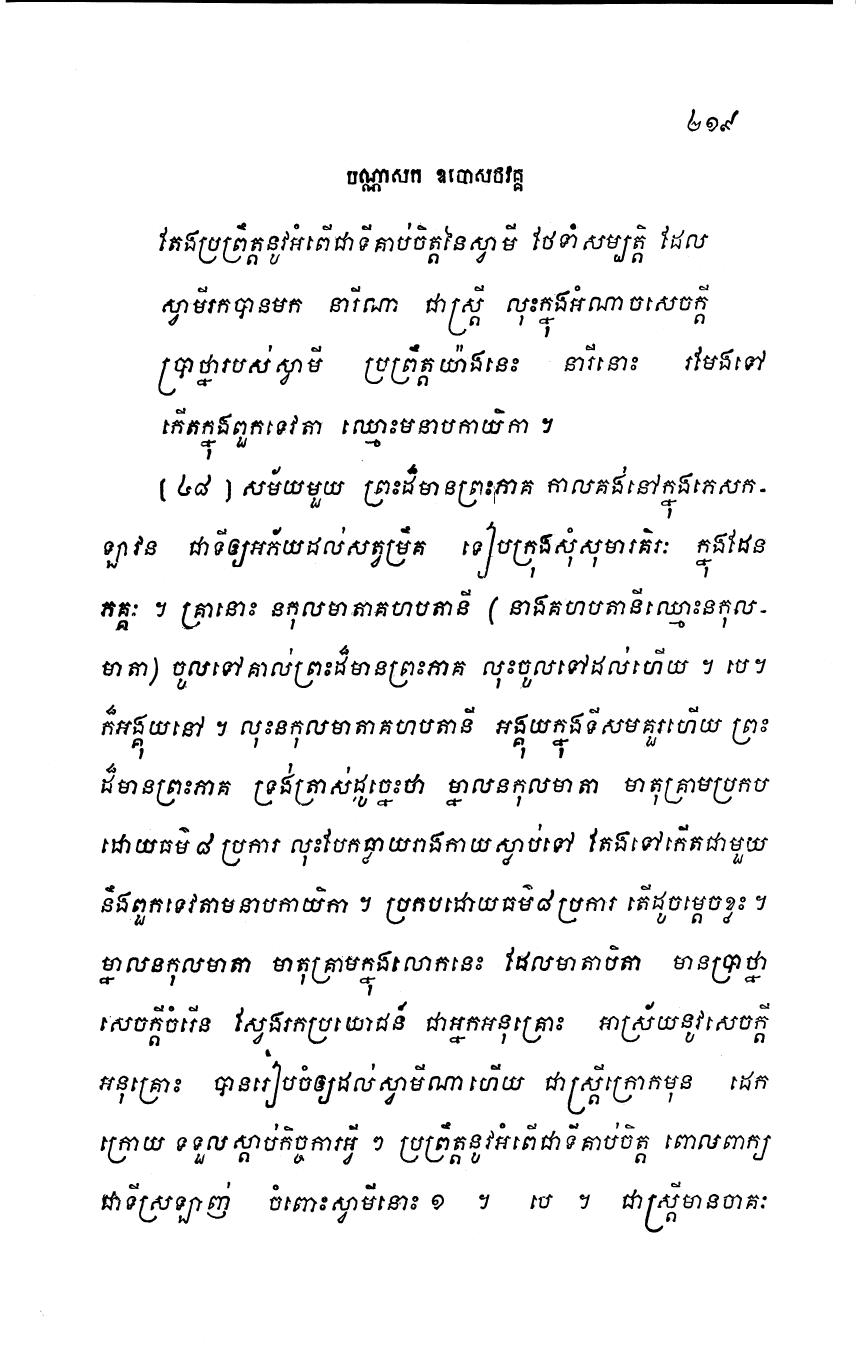 ២១៩
បណ្ណាសក ឧបោសថវគ្គ
តែងប្រព្រឹត្តនូវអំពើជាទីគាប់ចិត្តនៃស្វាមី ថែទាំសម្បត្តិ ដែល
ស្វាមីរកបានមក នារីណា ជាស្ត្រី លុះក្នុងអំណាចសេចក្តី
ប្រាថ្នារបស់ស្វាមី ប្រព្រឹត្តយ៉ាងនេះ នារីនោះ រមែងទៅ
កើតក្នុងពួកទេវតា ឈ្មោះមនាបកាយិកា ។
(៤៨) សម័យមួយ ព្រះដ៏មានព្រះភាគ កាលគង់នៅក្នុងភេសក-
ឡាវន ជាទីឲ្យអភ័យដល់សត្វម្រឹគ ទៀបក្រុងសុំសុមារគិរៈ ក្នុងដែន
ភគ្គៈ ។ គ្រានោះ នកុលមាតាគហបតានី (នាងគហបតានីឈ្មោះនកុល-
មាតា) ចូលទៅគាល់ព្រះដ៏មានព្រះភាគ លុះចូលទៅដល់ហើយ ។ បេ។
ក៏អង្គុយនៅ ។ លុះនកុលមាតាគហបតានី អង្គុយក្នុងទីសមគួរហើយ ព្រះ
ដ៏មានព្រះភាគ ទ្រង់ត្រាស់ដូច្នេះថា ម្នាលនកុលមាតា មាតុគ្រាមប្រកប
ដោយធម៌ ៨ ប្រការ លុះបែកធ្លាយរាងកាយស្លាប់ទៅ តែងទៅកើតជាមួយ
នឹងពួកទេវតាមនាបកាយិកា ។ ប្រកបដោយធម៌ ៨ ប្រការ តើដូចម្តេចខ្លះ ។
ម្នាលនកុលមាតា មាតុគ្រាមក្នុងលោកនេះ ដែលមាតាបិតា មានប្រាថ្នា
សេចក្តីចំរើន ស្វែងរកប្រយោជន៍ ជាអ្នកអនុគ្រោះ អាស្រ័យនូវសេចក្តី
អនុគ្រោះ បានរៀបចំឲ្យដល់ស្វាមីណាហើយ ជាស្ត្រីក្រោកមុន ដេក
ក្រោយ ទទួលស្តាប់កិច្ចការអ្វី ៗ ប្រព្រឹត្តនូវអំពើជាទីគាប់ចិត្ត ពោលពាក្យ
ជាទីស្រឡាញ់ ចំពោះស្វាមីនោះ ១ ។ បេ ។ ជាស្ត្រីមានចាគៈ